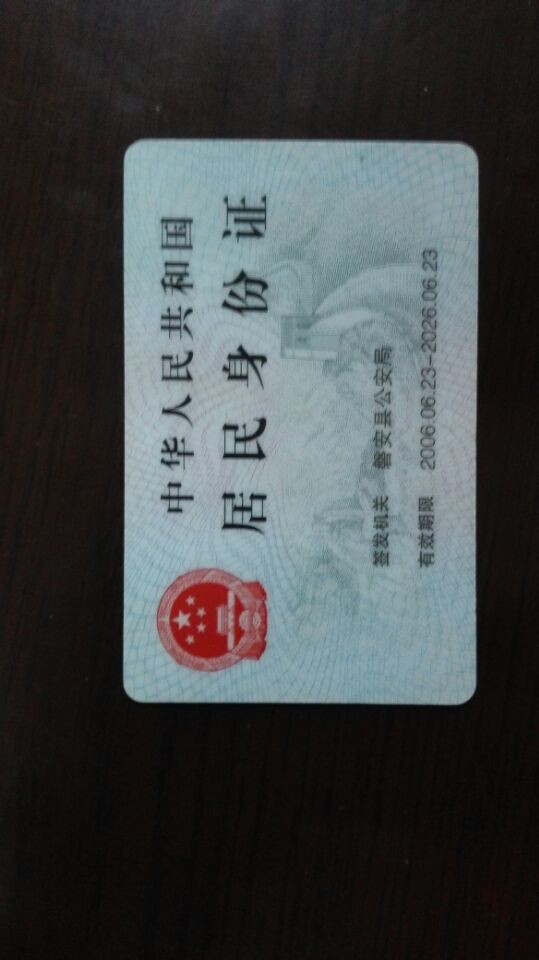 中华人民共和国
居民身份证
签发机关 磐安县公安局
有效期限 2006.06.23-2026.06.23